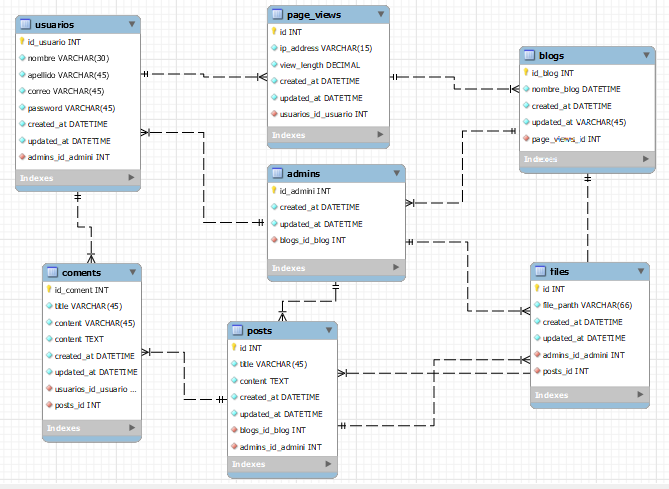 usuarios
id_usuario INT
nombre VARCHAR(30)
apellido VARCHAR(45)
correo VARCHAR(45)
password VARCHAR(45)
created_at DATETIME
updated_at DATETIME
admins_id_admini INT
Indexes
page_views
id INT
ip_address VARCHAR(15)
view_length DECIMAL
created_at DATETIME
updated_at DATETIME
usuarios_id_usuario INT
Indexes
blogs
id_blog INT
nombre_blog DATETIME
created_at DATETIME
updated_at VARCHAR(45)
page_views_id INT
Indexes
admins
id_admini INT
created_at DATETIME
updated_at DATETIME
blogs_id_blog INT
Indexes
coments
id_coment INT
title VARCHAR(45)
content VARCHAR(45)
content TEXT
created_at DATETIME
updated_at DATETIME
usuarios_id_usuario ...
posts_id INT
Indexes
posts
id INT
title VARCHAR(45)
content TEXT
created_at DATETIME
updated_at DATETIME
blogs_id_blog INT
admins_id_admini INT
Indexes
tiles
id INT
file_panth VARCHAR(66)
created_at DATETIME
updated_at DATETIME
admins_id_admini INT
posts_id INT
Indexes